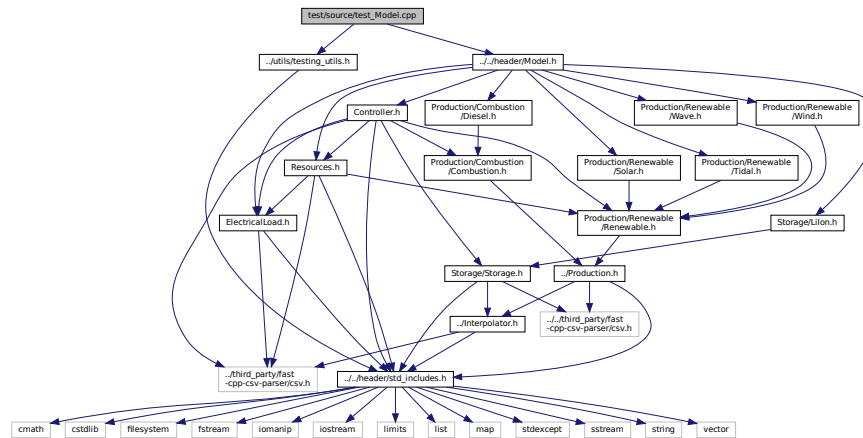 test/source/test_Model.cpp
../utils/testing_utils.h
../../header/Model.h
Controller.h
Production/Combustion
/Diesel.h
Production/Renewable
/Wave.h
Production/Renewable
/Wind.h
Resources.h
Production/Combustion
/Combustion.h
Production/Renewable
/Solar.h
Production/Renewable
/Tidal.h
ElectricalLoad.h
Production/Renewable
/Renewable.h
Storage/LiIon.h
Storage/Storage.h
../Production.h
../Interpolator.h
../../third_party/fast
-cpp-csv-parser/csv.h
../third_party/fast
-cpp-csv-parser/csv.h
../../header/std_includes.h
cmath
cstdlib
filesystem
fstream
iomanip
iostream
limits
list
map
stdexcept
sstream
string
vector